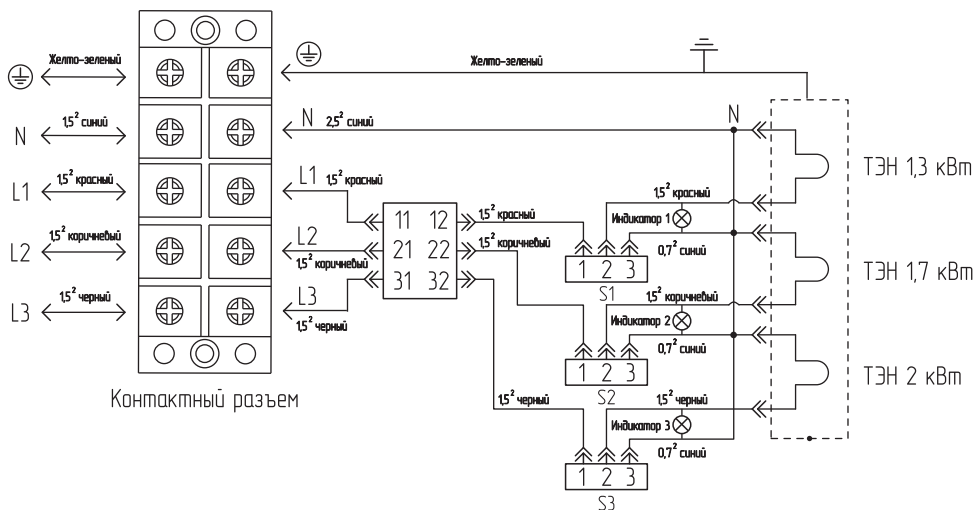 Желто-зеленый
Желто-зеленый
N
1,5² синий
N
2,5² синий
N
ТЭН 1,3 кВт
L1
1,5² красный
L1
1,5² красный
1,5² красный
Индикатор 1
11 12
1,5² красный
L2
1,5² коричневый
L2
1,5² коричневый
21 22
1,5² коричневый
0,7² синий
1 2 3
S1
ТЭН 1,7 кВт
L3
1,5² черный
L3
1,5² черный
31 32
1,5² коричневый
Индикатор 2
0,7² синий
1 2 3
S2
ТЭН 2 кВт
Контактный разъем
1,5² черный
1,5² черный
Индикатор 3
0,7² синий
1 2 3
S3